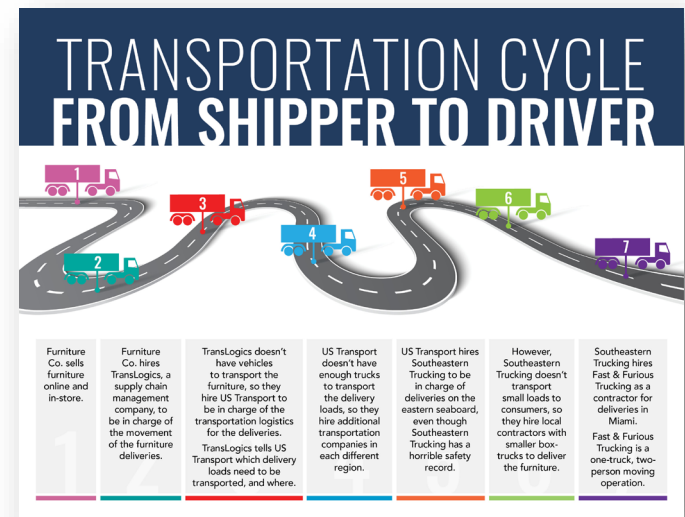 TRANSPORTATION CYCLE
FROM SHIPPER TO DRIVER
1
2
3
4
5
6
7
Furniture
Co. sells
furniture
online and
in-store.
Furniture
Co. hires
TransLogics, a
supply chain
management
company, to
be in charge of
the movement
of the furniture
deliveries.
TransLogics doesn't
have vehicles
to transport the
furniture, so they
hire US Transport to
be in charge of the
transportation logistics
for the deliveries.
TransLogics tells US
Transport which delivery
loads need to be
transported, and where.
US Transport
doesn't have
enough trucks
to transport
the delivery
loads, so they
hire additional
transportation
companies in
each different
region.
US Transport hires
Southeastern
Trucking to be
in charge of
deliveries on the
eastern seaboard,
even though
Southeastern
Trucking has a
horrible safety
record.
However,
Southeastern
Trucking doesn't
transport
small loads to
consumers, so
they hire local
contractors with
smaller box-
trucks to deliver
the furniture.
Southeastern
Trucking hires
Fast & Furious
Trucking as a
contractor for
deliveries in
Miami.
Fast & Furious
Trucking is a
one-truck, two-
person moving
operation.